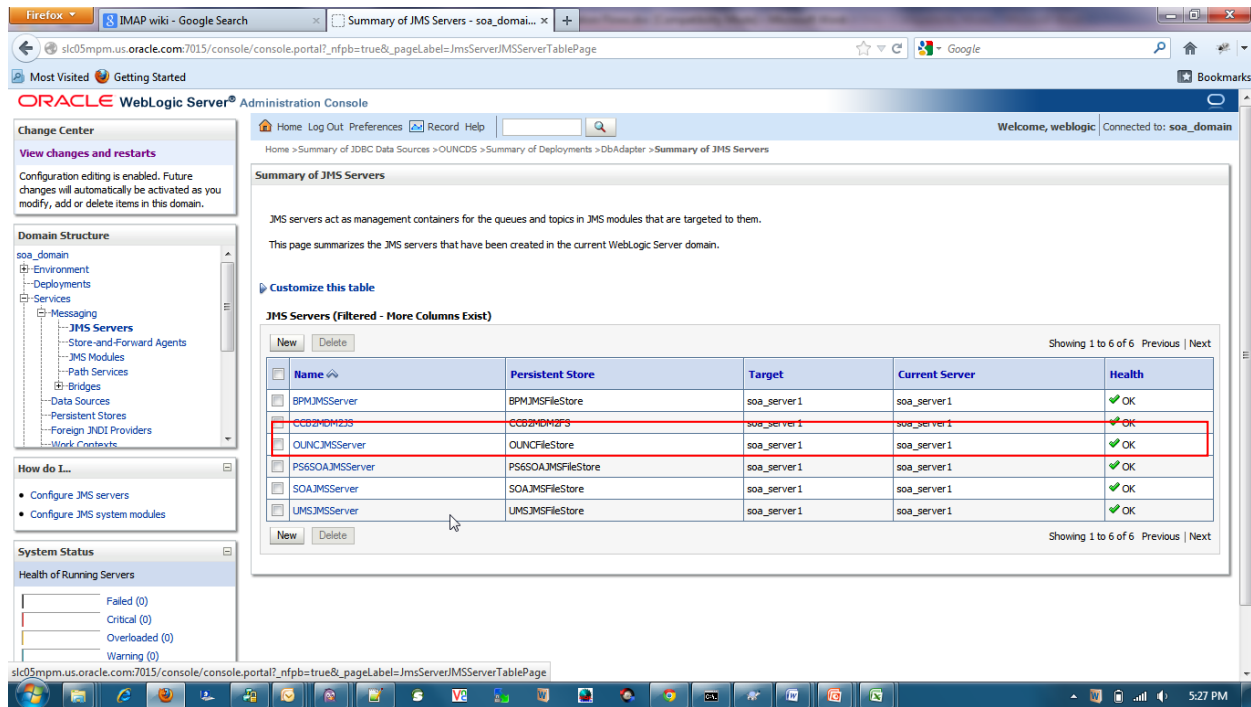 Firefox
IMAP wiki - Google Search
Summary of JMS Servers - soa_domai...
slc05mpm.us.oracle.com:7015/console/console.portal?_nfpb=true&_pageLabel=JmsServerJMSServerTablePage
Google
Most Visited Getting Started
Bookmarks
ORACLE WebLogic Server® Administration Console
Change Center
View changes and restarts
Configuration editing is enabled. Future
changes will automatically be activated as you
modify, add or delete items in this domain.
Domain Structure
soa_domain
Environment
Deployments
Services
Messaging
JMS Servers
Store-and-Forward Agents
JMS Modules
Path Services
Bridges
Data Sources
Persistent Stores
Foreign JNDI Providers
Work Contexts
How do I...
Configure JMS servers
Configure JMS system modules
System Status
Health of Running Servers
Failed (0)
Critical (0)
Overloaded (0)
Warning (0)
Home Log Out Preferences Record Help
Welcome, weblogic Connected to: soa_domain
Home >Summary of JDBC Data Sources >OUNCDS >Summary of Deployments >DbAdapter >Summary of JMS Servers
Summary of JMS Servers
JMS servers act as management containers for the queues and topics in JMS modules that are targeted to them.
This page summarizes the JMS servers that have been created in the current WebLogic Server domain.
Customize this table
JMS Servers (Filtered - More Columns Exist)
New Delete
Showing 1 to 6 of 6 Previous | Next
Name Persistent Store Target Current Server Health
BPMJMSServer BPMJMSFileStore soa_server1 soa_server1 OK
CCB2MDM2JS CCB2MDM2FS soa_server1 soa_server1 OK
OUNCJMSServer OUNCFileStore soa_server1 soa_server1 OK
PS6SOAJMSServer PS6SOAJMSFileStore soa_server1 soa_server1 OK
SOAJMSServer SOAJMSFileStore soa_server1 soa_server1 OK
UMSJMSServer UMSJMSFileStore soa_server1 soa_server1 OK
New Delete
Showing 1 to 6 of 6 Previous | Next
slc05mpm.us.oracle.com:7015/console/console.portal?_nfpb=true&_pageLabel=JmsServerJMSServerTablePage
5:27 PM